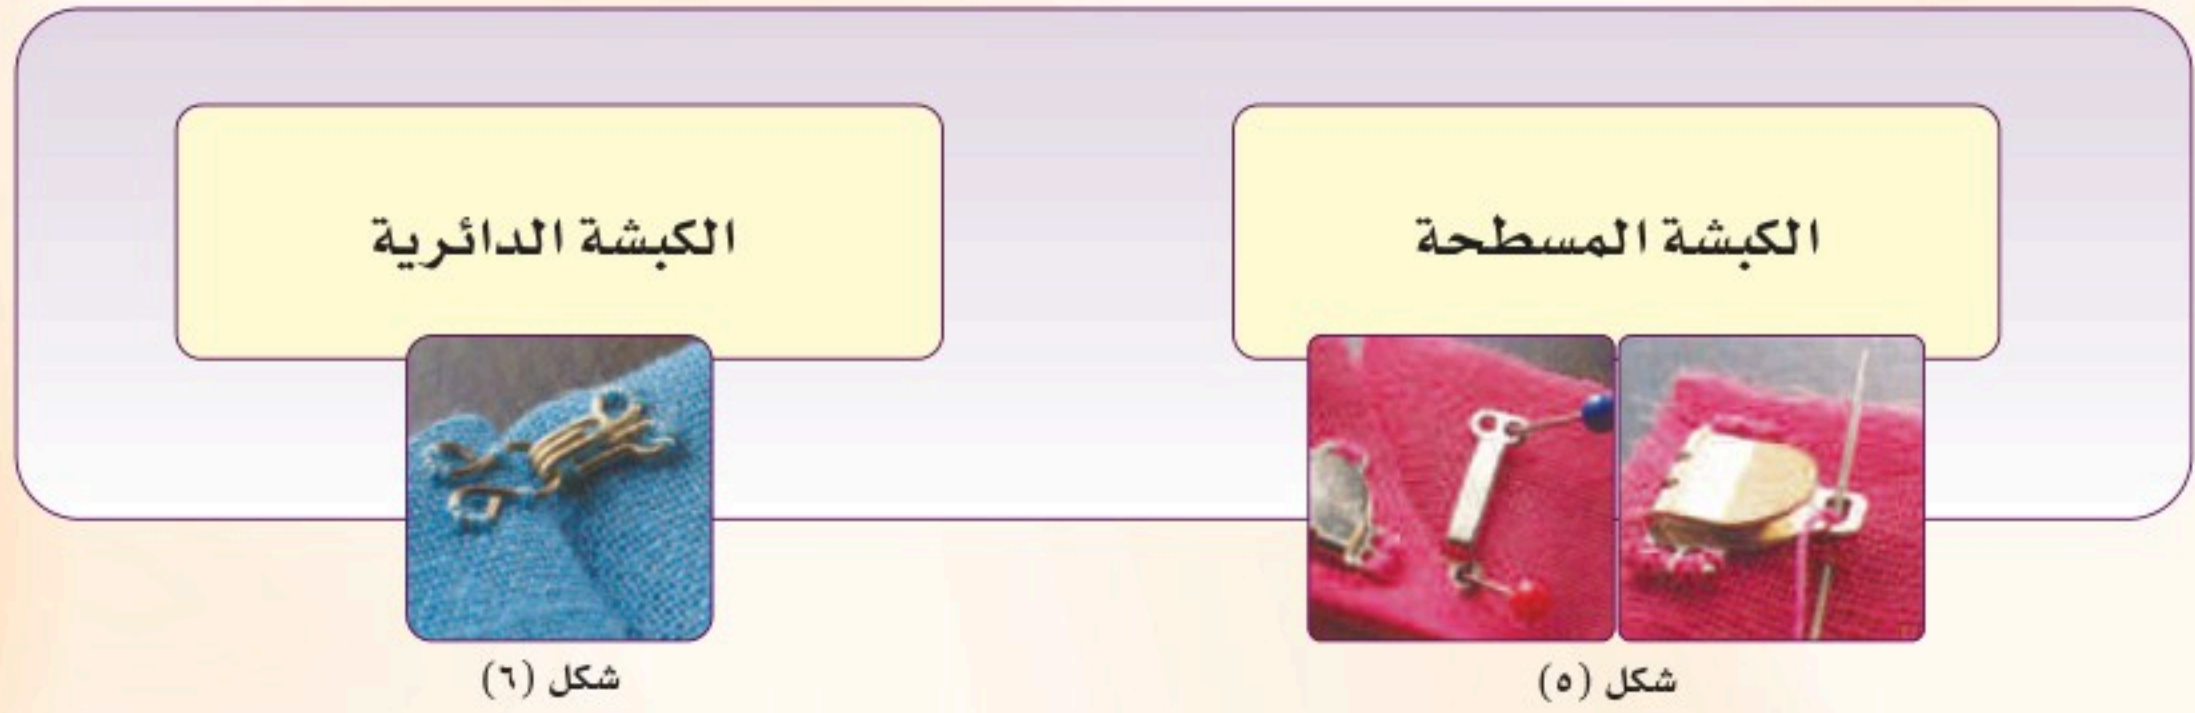 الكبشة المسطحة
الكبشة الدائرية
شكل (٥)
شكل (٦)